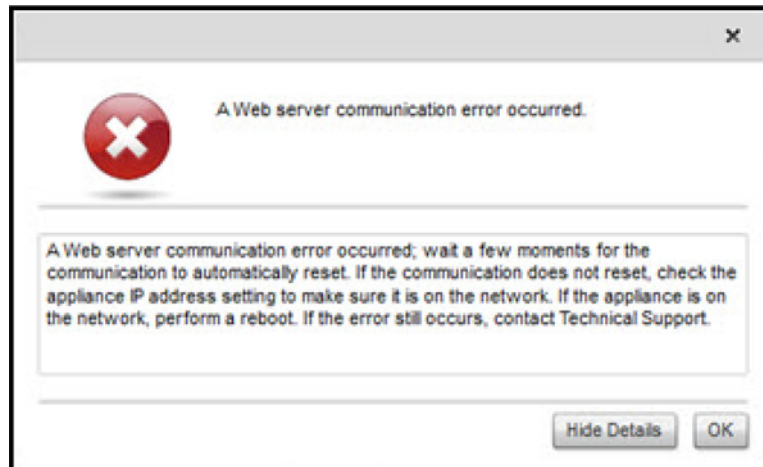 A Web server communication error occurred.
A Web server communication error occurred; wait a few moments for the
communication to automatically reset. If the communication does not reset, check the
appliance IP address setting to make sure it is on the network. If the appliance is on
the network, perform a reboot. If the error still occurs, contact Technical Support.
Hide Details OK